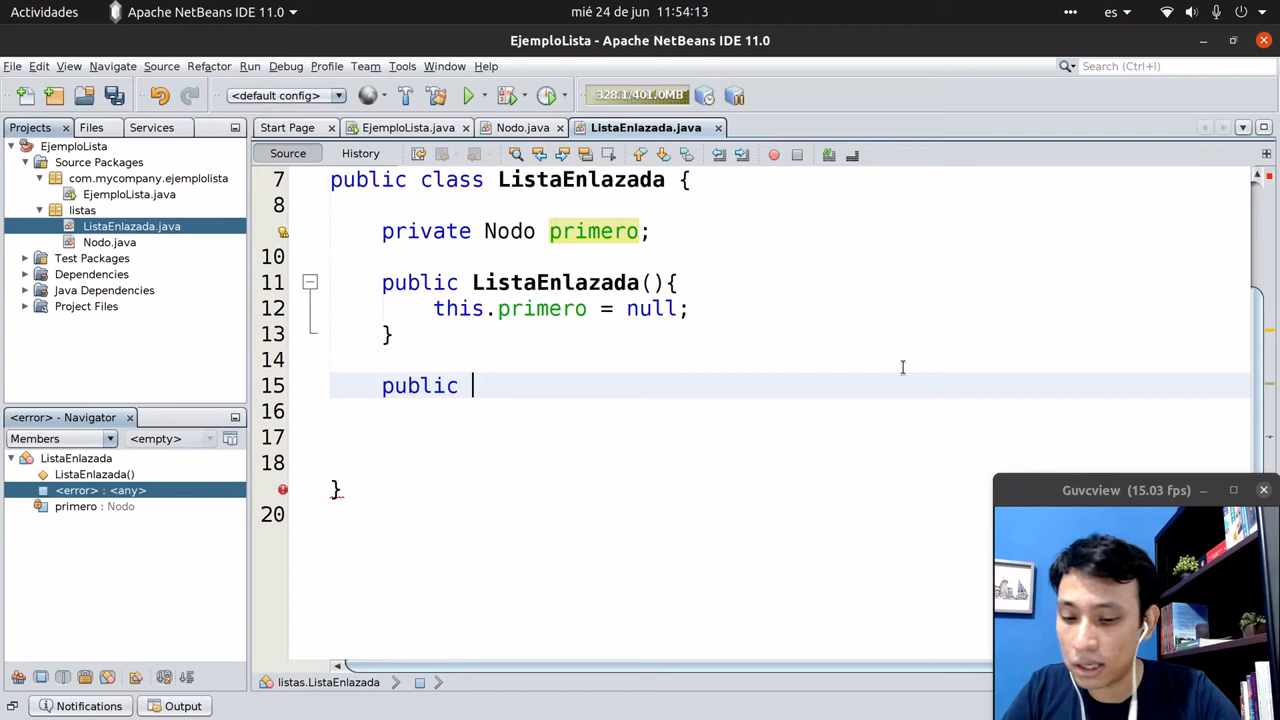 Actividades Apache NetBeans IDE 11.0 mié 24 de jun 11:54:13 es
EjemploLista - Apache NetBeans IDE 11.0
File Edit View Navigate Source Refactor Run Debug Profile Team Tools Window Help Search (Ctrl+I)
<default config> 328.1/401.0MB
Projects Files Services Start Page EjemploLista.java Nodo.java ListaEnlazada.java
Source History
EjemploLista
Source Packages
com.mycompany.ejemplolista
EjemploLista.java
listas
ListaEnlazada.java
Nodo.java
Test Packages
Dependencies
Java Dependencies
Project Files
7 public class ListaEnlazada {
8
private Nodo primero;
10
11 public ListaEnlazada(){
12 this.primero = null;
13 }
14
15 public
16
17
18
}
20
<error> - Navigator
Members <empty>
ListaEnlazada
ListaEnlazada()
<error> : <any>
primero : Nodo
listas.ListaEnlazada
Notifications Output
Guvcview (15.03 fps)